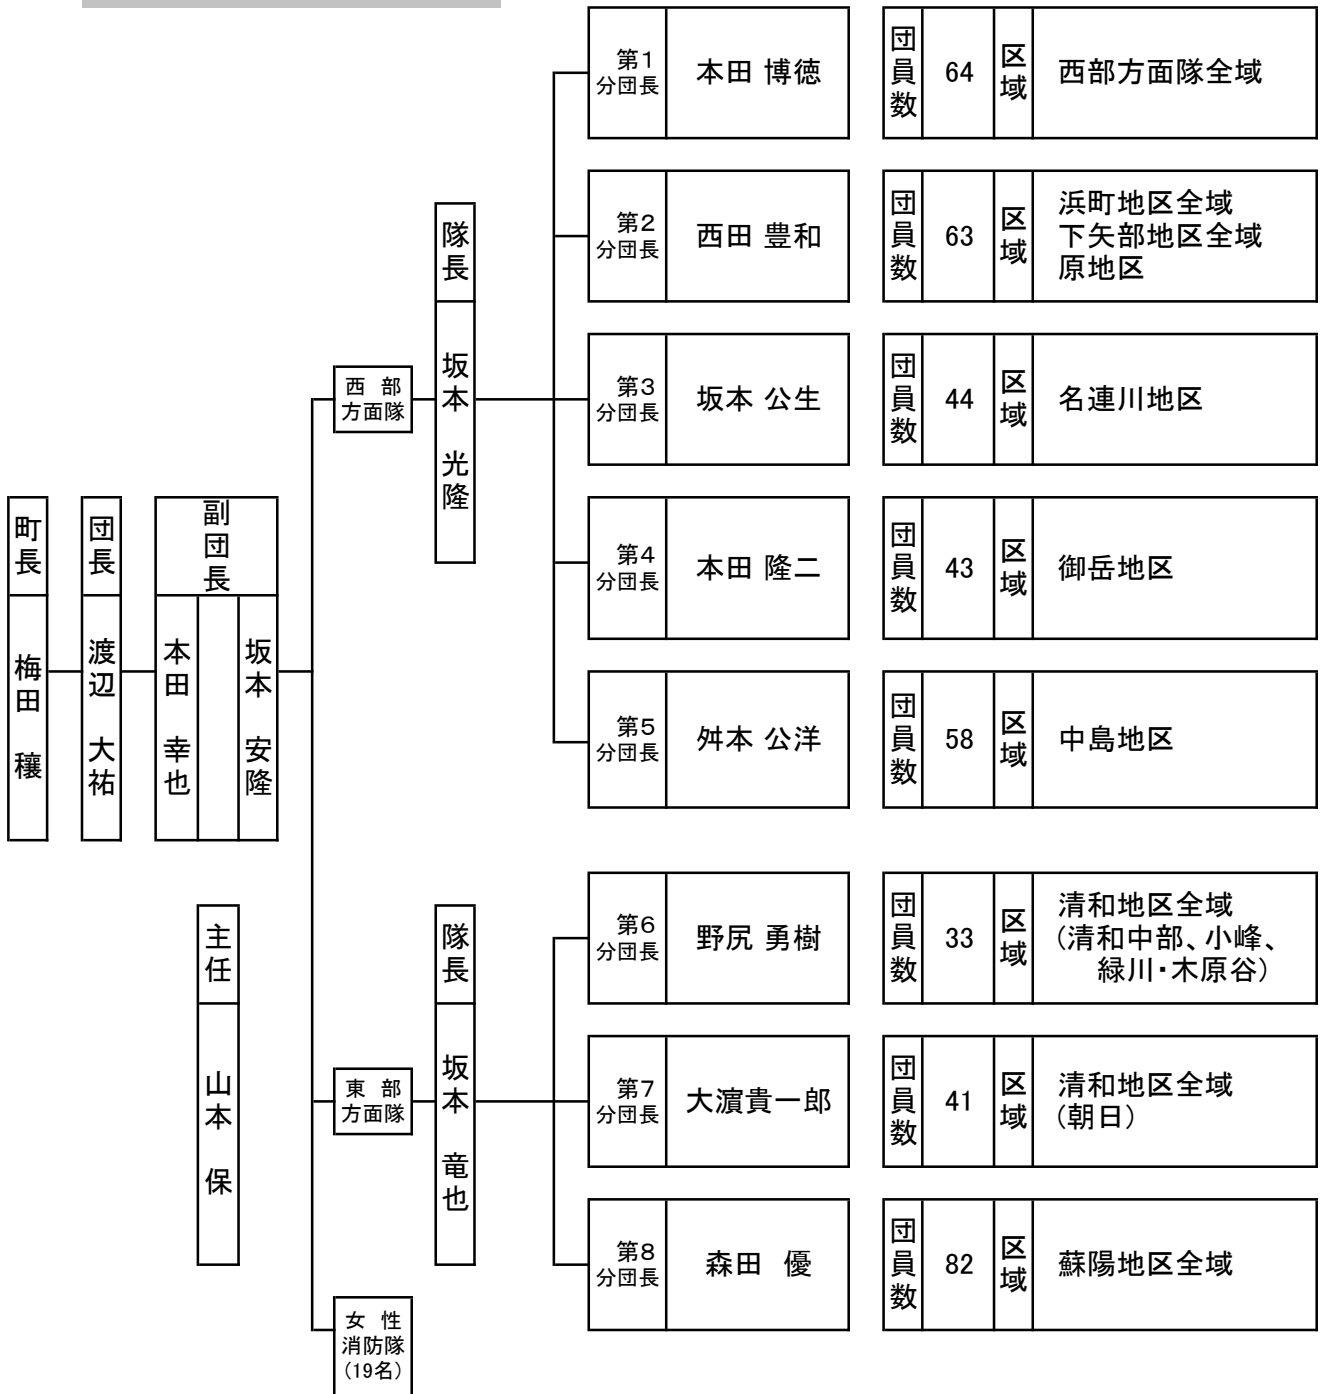 町長
梅田 穰
団長
渡辺 大祐
副団長
本田 幸也
坂本 安隆
主任
山本 保
西 部
方面隊
隊長
坂本 光隆
第1
分団長
本田 博徳
団員数
64
区域
西部方面隊全域
第2
分団長
西田 豊和
団員数
63
区域
浜町地区全域
下矢部地区全域
原地区
第3
分団長
坂本 公生
団員数
44
区域
名連川地区
第4
分団長
本田 隆二
団員数
43
区域
御岳地区
第5
分団長
舛本 公洋
団員数
58
区域
中島地区
東 部
方面隊
隊長
坂本 竜也
第6
分団長
野尻 勇樹
団員数
33
区域
清和地区全域
(清和中部、小峰、
緑川・木原谷)
第7
分団長
大濵貴一郎
団員数
41
区域
清和地区全域
(朝日)
第8
分団長
森田 優
団員数
82
区域
蘇陽地区全域
女 性
消防隊
(19名)